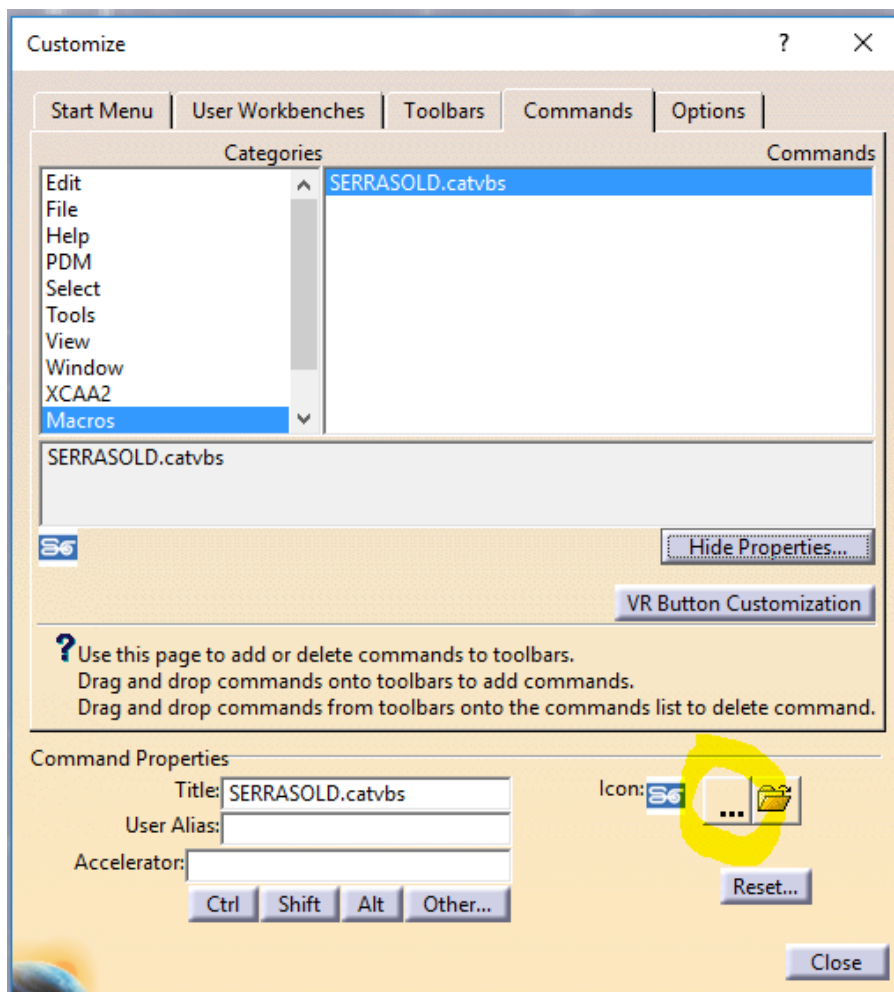 Customize
?
Start Menu
User Workbenches
Toolbars
Commands
Options
Categories
Commands
Edit
File
Help
PDM
Select
Tools
View
Window
XCAA2
Macros
SERRASOLD.catvbs
SERRASOLD.catvbs
Hide Properties...
VR Button Customization
? Use this page to add or delete commands to toolbars.
Drag and drop commands onto toolbars to add commands.
Drag and drop commands from toolbars onto the commands list to delete command.
Command Properties
Title: SERRASOLD.catvbs
Icon:
...
User Alias:
Accelerator:
Ctrl
Shift
Alt
Other...
Reset...
Close